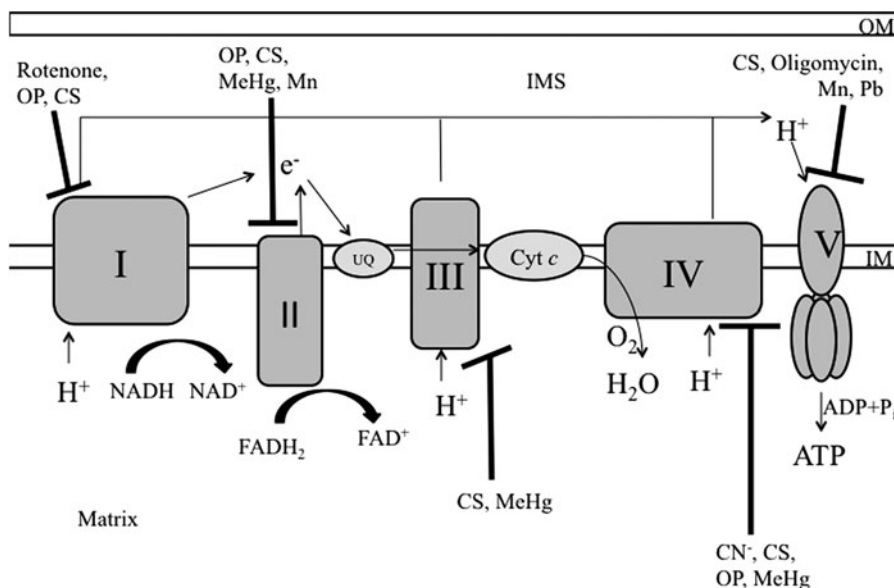 OM
Rotenone,
OP, CS
OP, CS,
MeHg, Mn
IMS
CS, Oligomycin,
Mn, Pb
H⁺
e⁻
I
II
UQ
III
Cyt c
IV
V
IM
H⁺
NADH NAD⁺
FADH₂ FAD⁺
H⁺
O₂
H₂O
H⁺
ADP+Pᵢ
ATP
CS, MeHg
Matrix
CN⁻, CS,
OP, MeHg